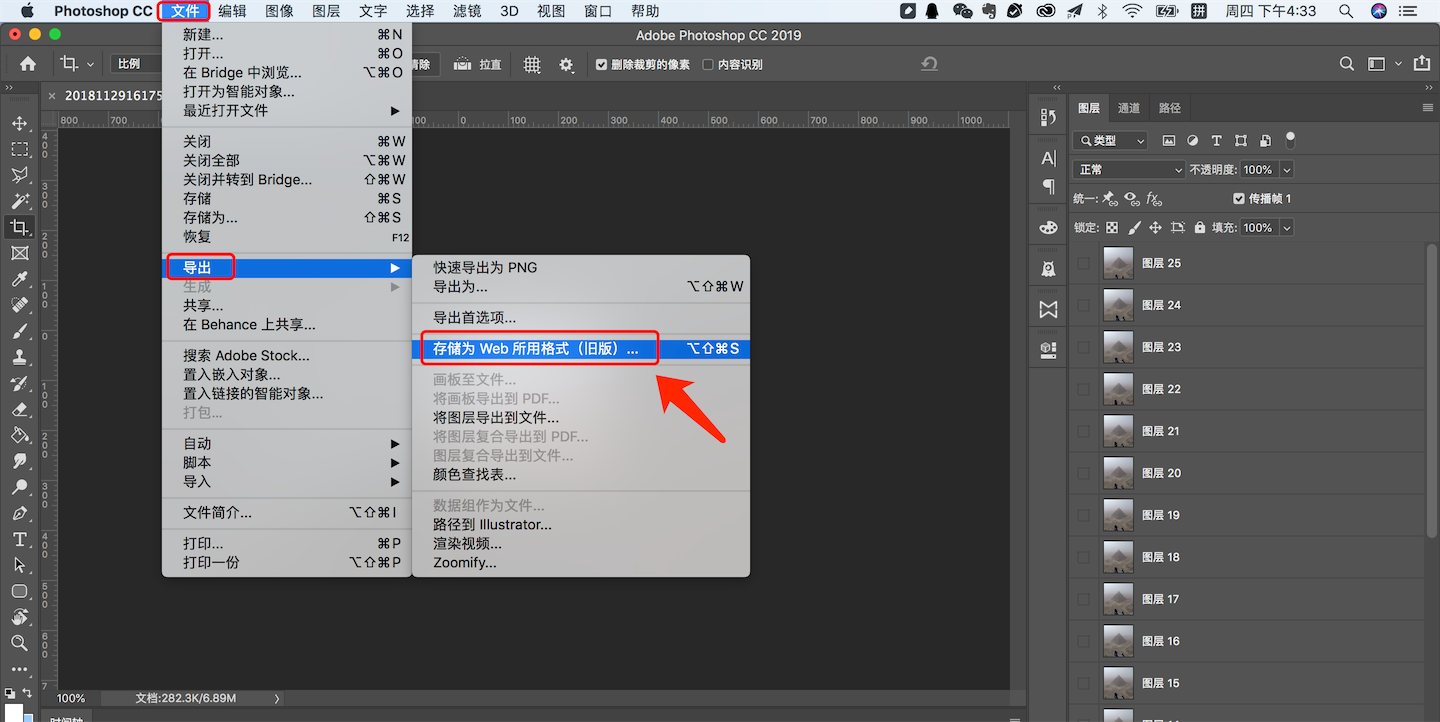 Photoshop CC 文件 编辑 图像 图层 文字 选择 滤镜 3D 视图 窗口 帮助 拼 周四 下午4:33
Adobe Photoshop CC 2019
比例 清除 拉直 删除裁剪的像素 内容识别
× 2018112916175
800 700 100 0 100 200 300 400 500 600 700 800 900 1000
新建... ⌘N
打开... ⌘O
在 Bridge 中浏览... ⌥⌘O
打开为智能对象...
最近打开文件 ▶
关闭 ⌘W
关闭全部 ⌥⌘W
关闭并转到 Bridge... ⇧⌘W
存储 ⌘S
存储为... ⇧⌘S
恢复 F12
导出 ▶
生成 ▶
共享...
在 Behance 上共享...
搜索 Adobe Stock...
置入嵌入对象...
置入链接的智能对象...
打包...
自动 ▶
脚本 ▶
导入 ▶
文件简介... ⌥⇧⌘I
打印... ⌘P
打印一份 ⌥⇧⌘P
快速导出为 PNG
导出为... ⌥⇧⌘W
导出首选项...
存储为 Web 所用格式（旧版）... ⌥⇧⌘S
画板至文件...
将画板导出到 PDF...
将图层导出到文件...
将图层复合导出到 PDF...
图层复合导出到文件...
颜色查找表...
数据组作为文件...
路径到 Illustrator...
渲染视频...
Zoomify...
图层 通道 路径
类型
正常 不透明度: 100%
统一: 传播帧 1
锁定: 填充: 100%
图层 25
图层 24
图层 23
图层 22
图层 21
图层 20
图层 19
图层 18
图层 17
图层 16
图层 15
400
300
200
100
0
100
200
300
400
500
600
7
100% 文档:282.3K/6.89M
时间轴